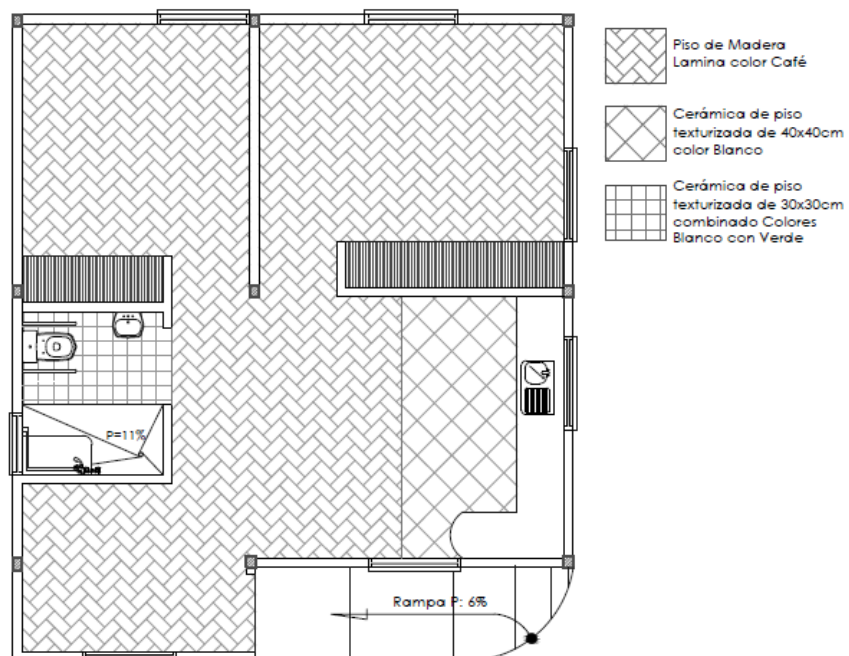 Piso de Madera
Lamina color Café
Cerámica de piso
texturizada de 40x40cm
color Blanco
Cerámica de piso
texturizada de 30x30cm
combinado Colores
Blanco con Verde
P=11%
Rampa P: 6%